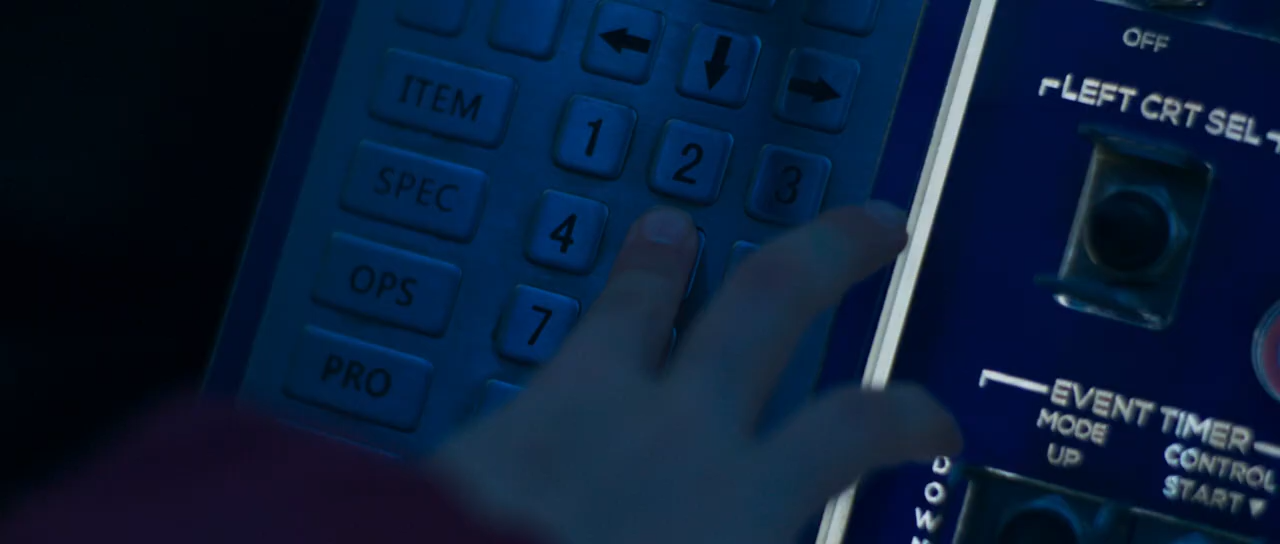 OFF
LEFT CRT SEL
ITEM
1
2
3
SPEC
4
OPS
7
PRO
EVENT TIMER
MODE
UP
CONTROL
START ▼
DOWN